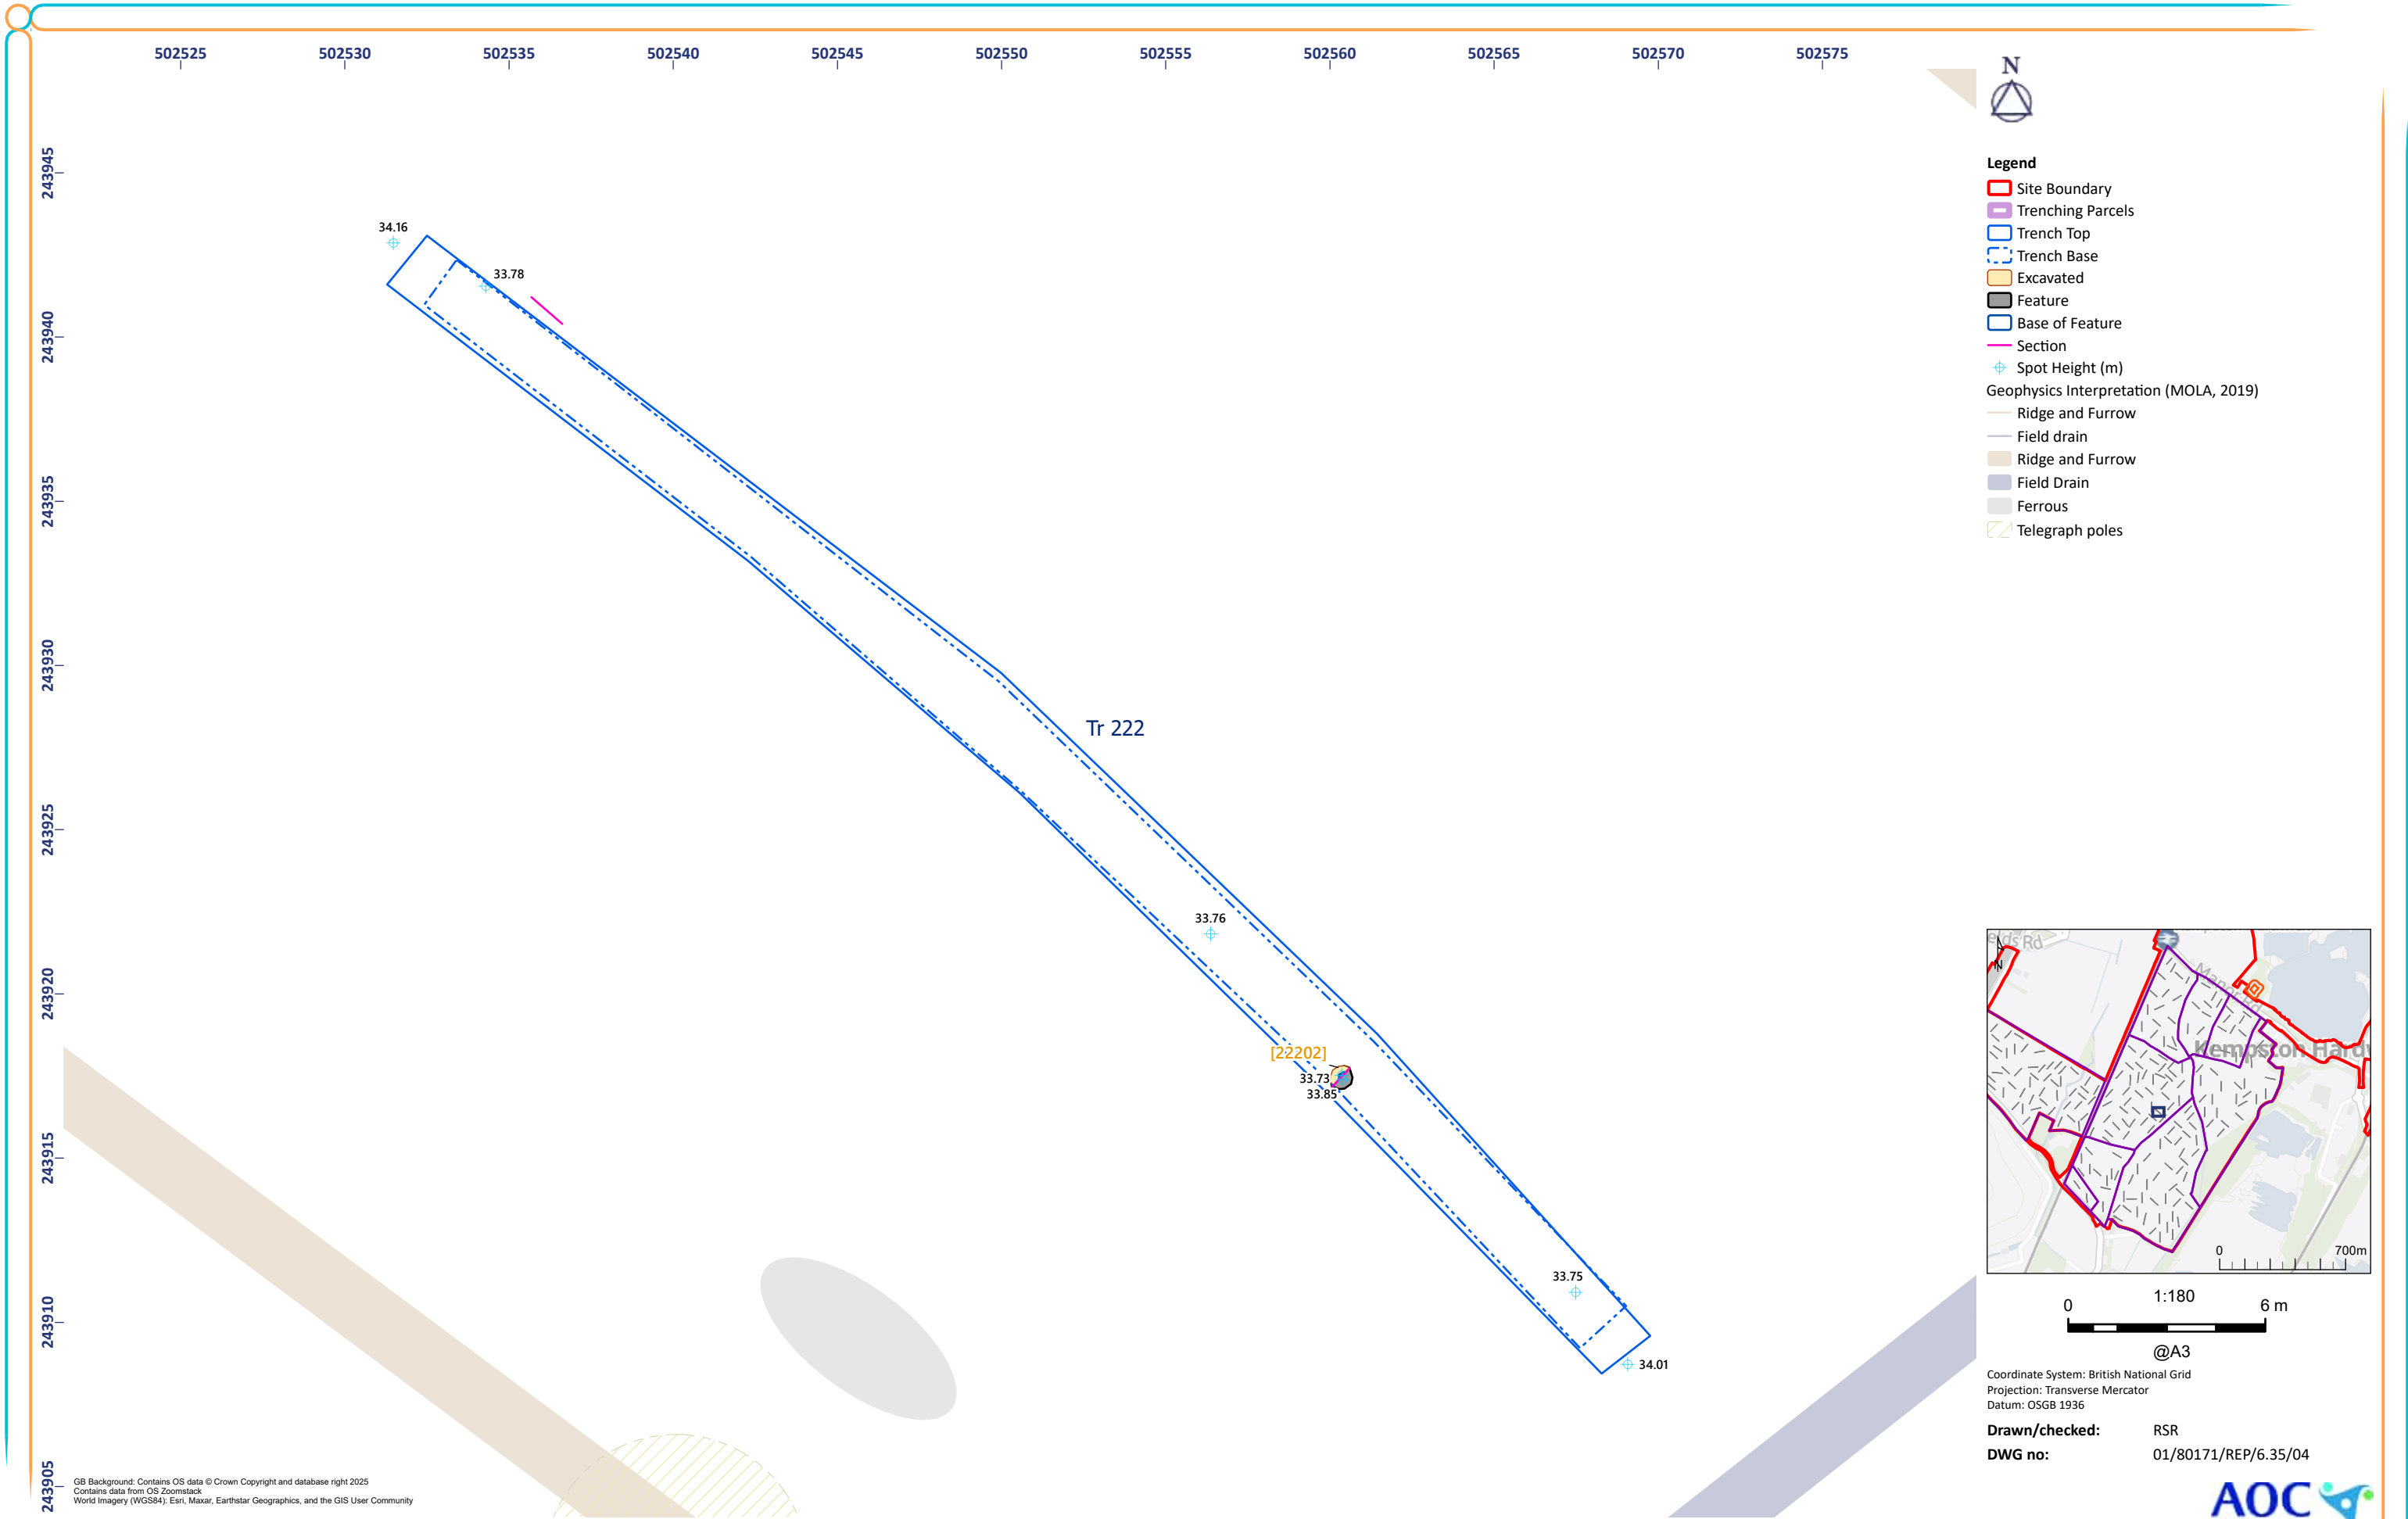 502525 502530 502535 502540 502545 502550 502555 502560 502565 502570 502575
N
243945
243940
243935
243930
243925
243920
243915
243910
243905
34.16
33.78
Tr 222
33.76
[22202]
33.73
33.85
33.75
34.01
Legend
Site Boundary
Trenching Parcels
Trench Top
Trench Base
Excavated
Feature
Base of Feature
Section
Spot Height (m)
Geophysics Interpretation (MOLA, 2019)
Ridge and Furrow
Field drain
Ridge and Furrow
Field Drain
Ferrous
Telegraph poles
Rd
N
Manor Rd
Kempston Hardw
0 700m
1:180
0 6 m
@A3
Coordinate System: British National Grid
Projection: Transverse Mercator
Datum: OSGB 1936
Drawn/checked: RSR
DWG no: 01/80171/REP/6.35/04
AOC
GB Background: Contains OS data © Crown Copyright and database right 2025
Contains data from OS Zoomstack
World Imagery (WGS84): Esri, Maxar, Earthstar Geographics, and the GIS User Community